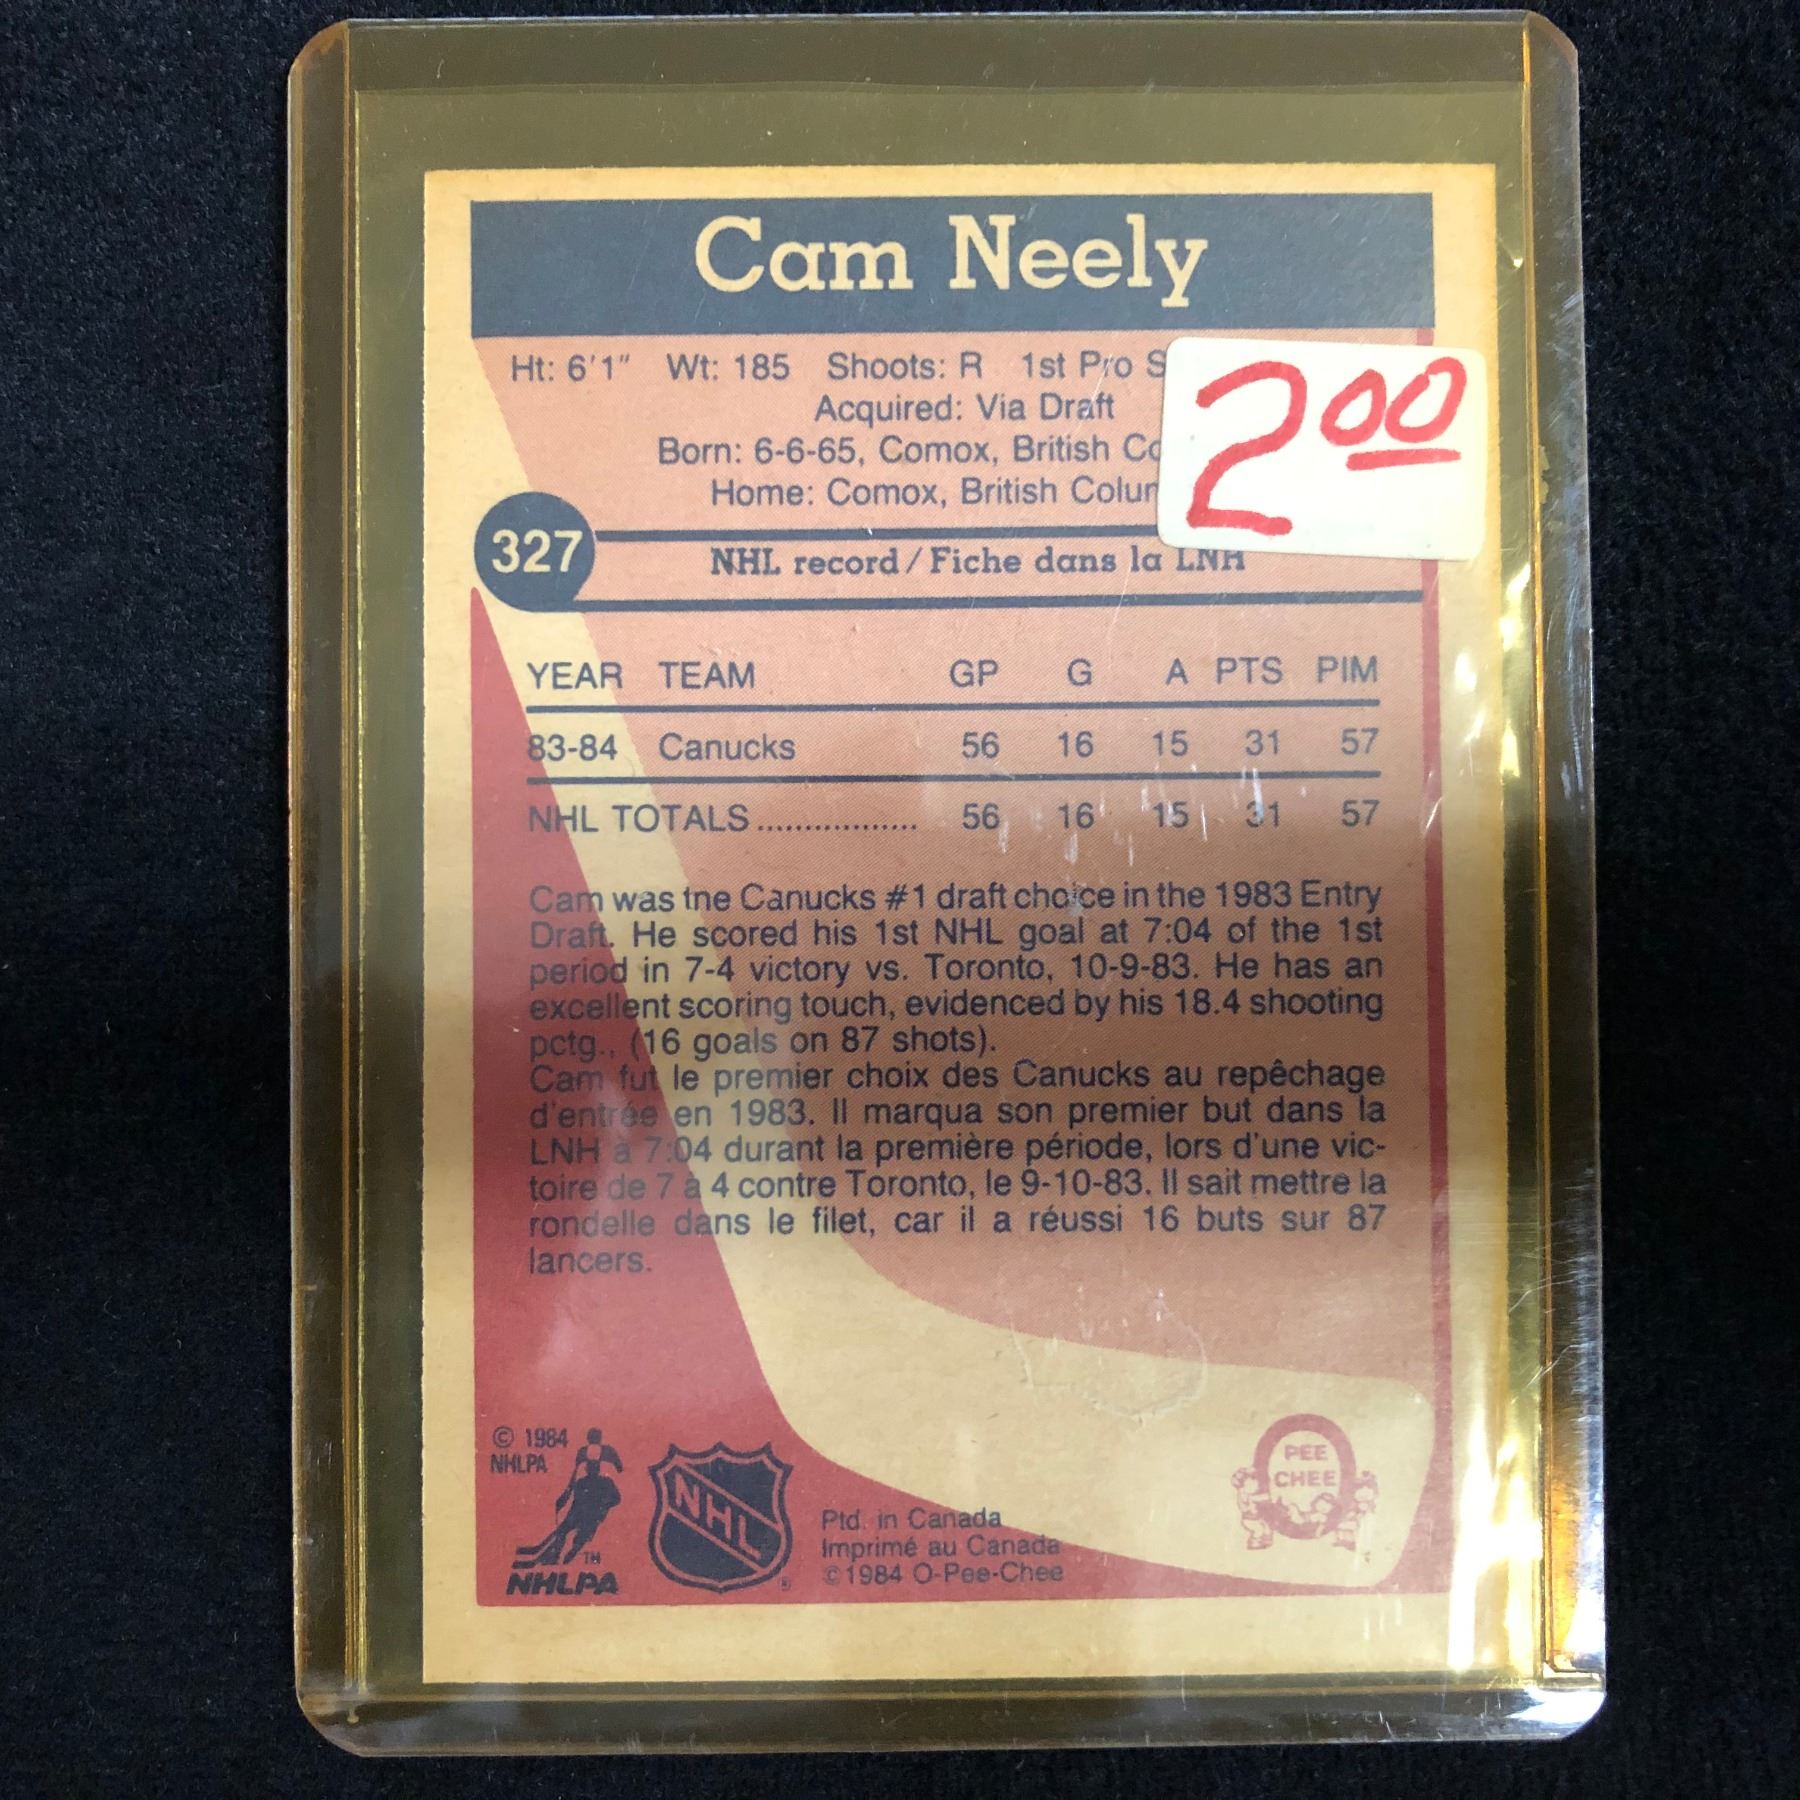 Cam Neely
Ht: 6'1" Wt: 185 Shoots: R 1st Pro S
Acquired: Via Draft
Born: 6-6-65, Comox, British Co
Home: Comox, British Colum
2 00
327
NHL record / Fiche dans la LNH
YEAR TEAM GP G A PTS PIM
83-84 Canucks 56 16 15 31 57
NHL TOTALS ................. 56 16 15 31 57
Cam was the Canucks #1 draft choice in the 1983 Entry
Draft. He scored his 1st NHL goal at 7:04 of the 1st
period in 7-4 victory vs. Toronto, 10-9-83. He has an
excellent scoring touch, evidenced by his 18.4 shooting
pctg., (16 goals on 87 shots).
Cam fut le premier choix des Canucks au repêchage
d'entrée en 1983. Il marqua son premier but dans la
LNH à 7:04 durant la première période, lors d'une vic-
toire de 7 à 4 contre Toronto, le 9-10-83. Il sait mettre la
rondelle dans le filet, car il a réussi 16 buts sur 87
lancers.
© 1984
NHLPA
TM
NHLPA
NHL
®
Ptd. in Canada
Imprimé au Canada
© 1984 O-Pee-Chee
PEE
CHEE